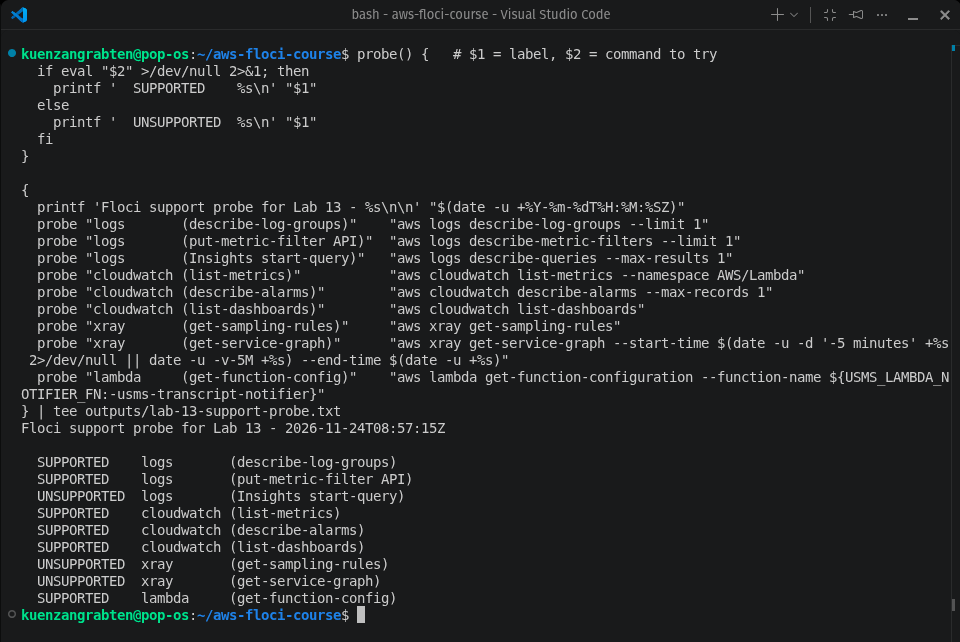 bash - aws-floci-course - Visual Studio Code
kuenzangrabten@pop-os:~/aws-floci-course$ probe() {   # $1 = label, $2 = command to try
  if eval "$2" >/dev/null 2>&1; then
    printf '  SUPPORTED    %s\n' "$1"
  else
    printf '  UNSUPPORTED  %s\n' "$1"
  fi
}
{
  printf 'Floci support probe for Lab 13 - %s\n\n' "$(date -u +%Y-%m-%dT%H:%M:%SZ)"
  probe "logs       (describe-log-groups)"    "aws logs describe-log-groups --limit 1"
  probe "logs       (put-metric-filter API)"  "aws logs describe-metric-filters --limit 1"
  probe "logs       (Insights start-query)"   "aws logs describe-queries --max-results 1"
  probe "cloudwatch (list-metrics)"           "aws cloudwatch list-metrics --namespace AWS/Lambda"
  probe "cloudwatch (describe-alarms)"        "aws cloudwatch describe-alarms --max-records 1"
  probe "cloudwatch (list-dashboards)"        "aws cloudwatch list-dashboards"
  probe "xray       (get-sampling-rules)"     "aws xray get-sampling-rules"
  probe "xray       (get-service-graph)"      "aws xray get-service-graph --start-time $(date -u -d '-5 minutes' +%s
 2>/dev/null || date -u -v-5M +%s) --end-time $(date -u +%s)"
  probe "lambda     (get-function-config)"    "aws lambda get-function-configuration --function-name ${USMS_LAMBDA_N
OTIFIER_FN:-usms-transcript-notifier}"
} | tee outputs/lab-13-support-probe.txt
Floci support probe for Lab 13 - 2026-11-24T08:57:15Z
  SUPPORTED    logs       (describe-log-groups)
  SUPPORTED    logs       (put-metric-filter API)
  UNSUPPORTED  logs       (Insights start-query)
  SUPPORTED    cloudwatch (list-metrics)
  SUPPORTED    cloudwatch (describe-alarms)
  SUPPORTED    cloudwatch (list-dashboards)
  UNSUPPORTED  xray       (get-sampling-rules)
  UNSUPPORTED  xray       (get-service-graph)
  SUPPORTED    lambda     (get-function-config)
kuenzangrabten@pop-os:~/aws-floci-course$